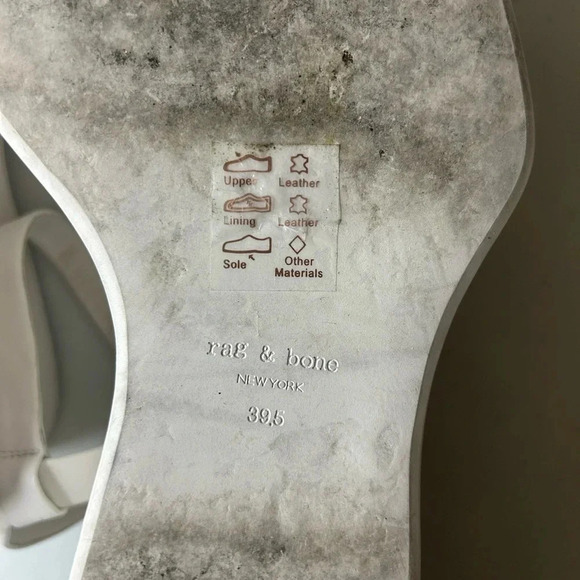 Upper Leather
Lining Leather
Sole Other Materials
rag & bone
NEW YORK
39.5